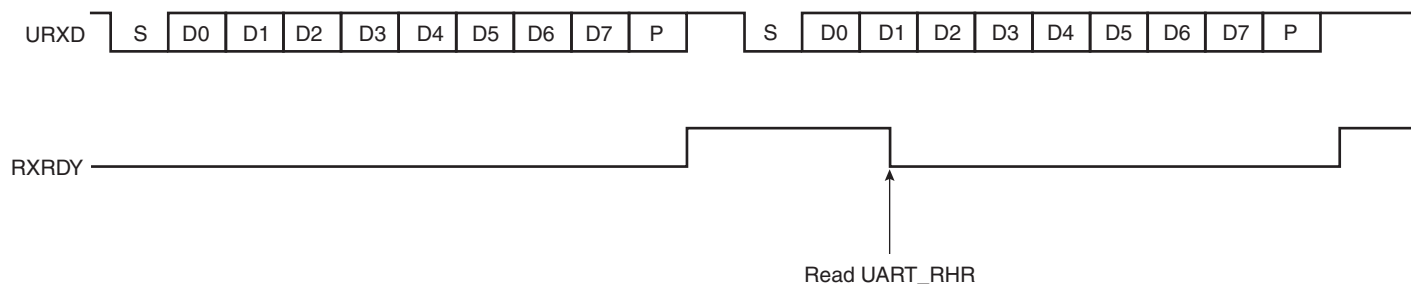 URXD S D0 D1 D2 D3 D4 D5 D6 D7 P S D0 D1 D2 D3 D4 D5 D6 D7 P
RXRDY
Read UART_RHR